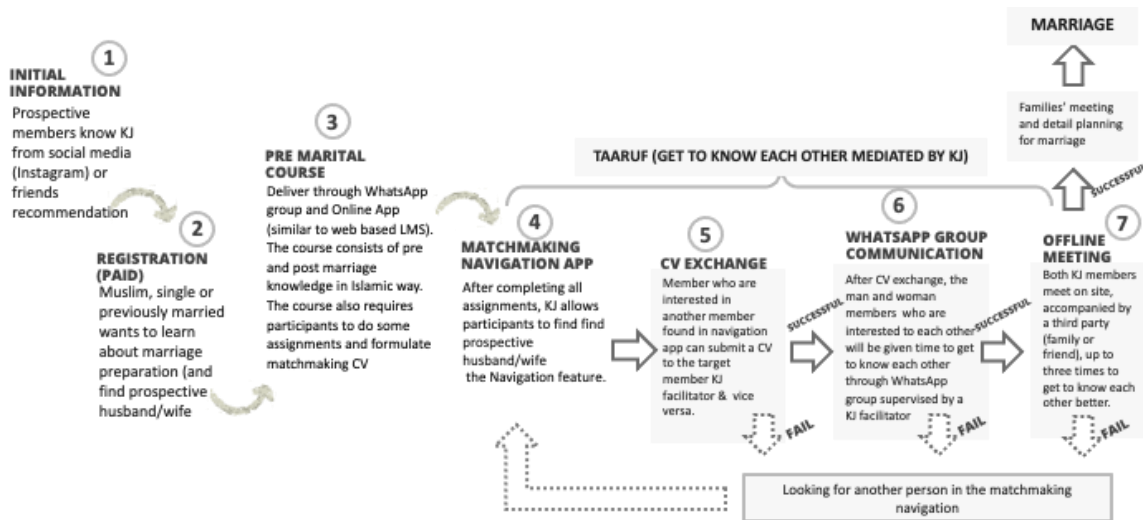 1
INITIAL
INFORMATION
Prospective
members know KJ
from social media
(Instagram) or
friends
recommendation
2
REGISTRATION
(PAID)
Muslim, single or
previously married
wants to learn
about marriage
preparation (and
find prospective
husband/wife
3
PRE MARITAL
COURSE
Deliver through WhatsApp
group and Online App
(similar to web based LMS).
The course consists of pre
and post marriage
knowledge in Islamic way.
The course also requires
participants to do some
assignments and formulate
matchmaking CV
TAARUF (GET TO KNOW EACH OTHER MEDIATED BY KJ)
4
MATCHMAKING
NAVIGATION APP
After completing all
assignments, KJ allows
participants to find find
prospective
husband/wife
the Navigation feature.
5
CV EXCHANGE
Member who are
interested in
another member
found in navigation
app can submit a CV
to the target
member KJ
facilitator & vice
versa.
SUCCESSFUL
FAIL
6
WHATSAPP GROUP
COMMUNICATION
After CV exchange, the
man and woman
members who are
interested to each other
will be given time to get
to know each other
through WhatsApp
group supervised by a
KJ facilitator
SUCCESSFUL
FAIL
7
OFFLINE
MEETING
Both KJ members
meet on site,
accompanied by
a third party
(family or
friend), up to
three times to
get to know each
other better.
SUCCESSFUL
FAIL
Families' meeting
and detail planning
for marriage
MARRIAGE
Looking for another person in the matchmaking
navigation